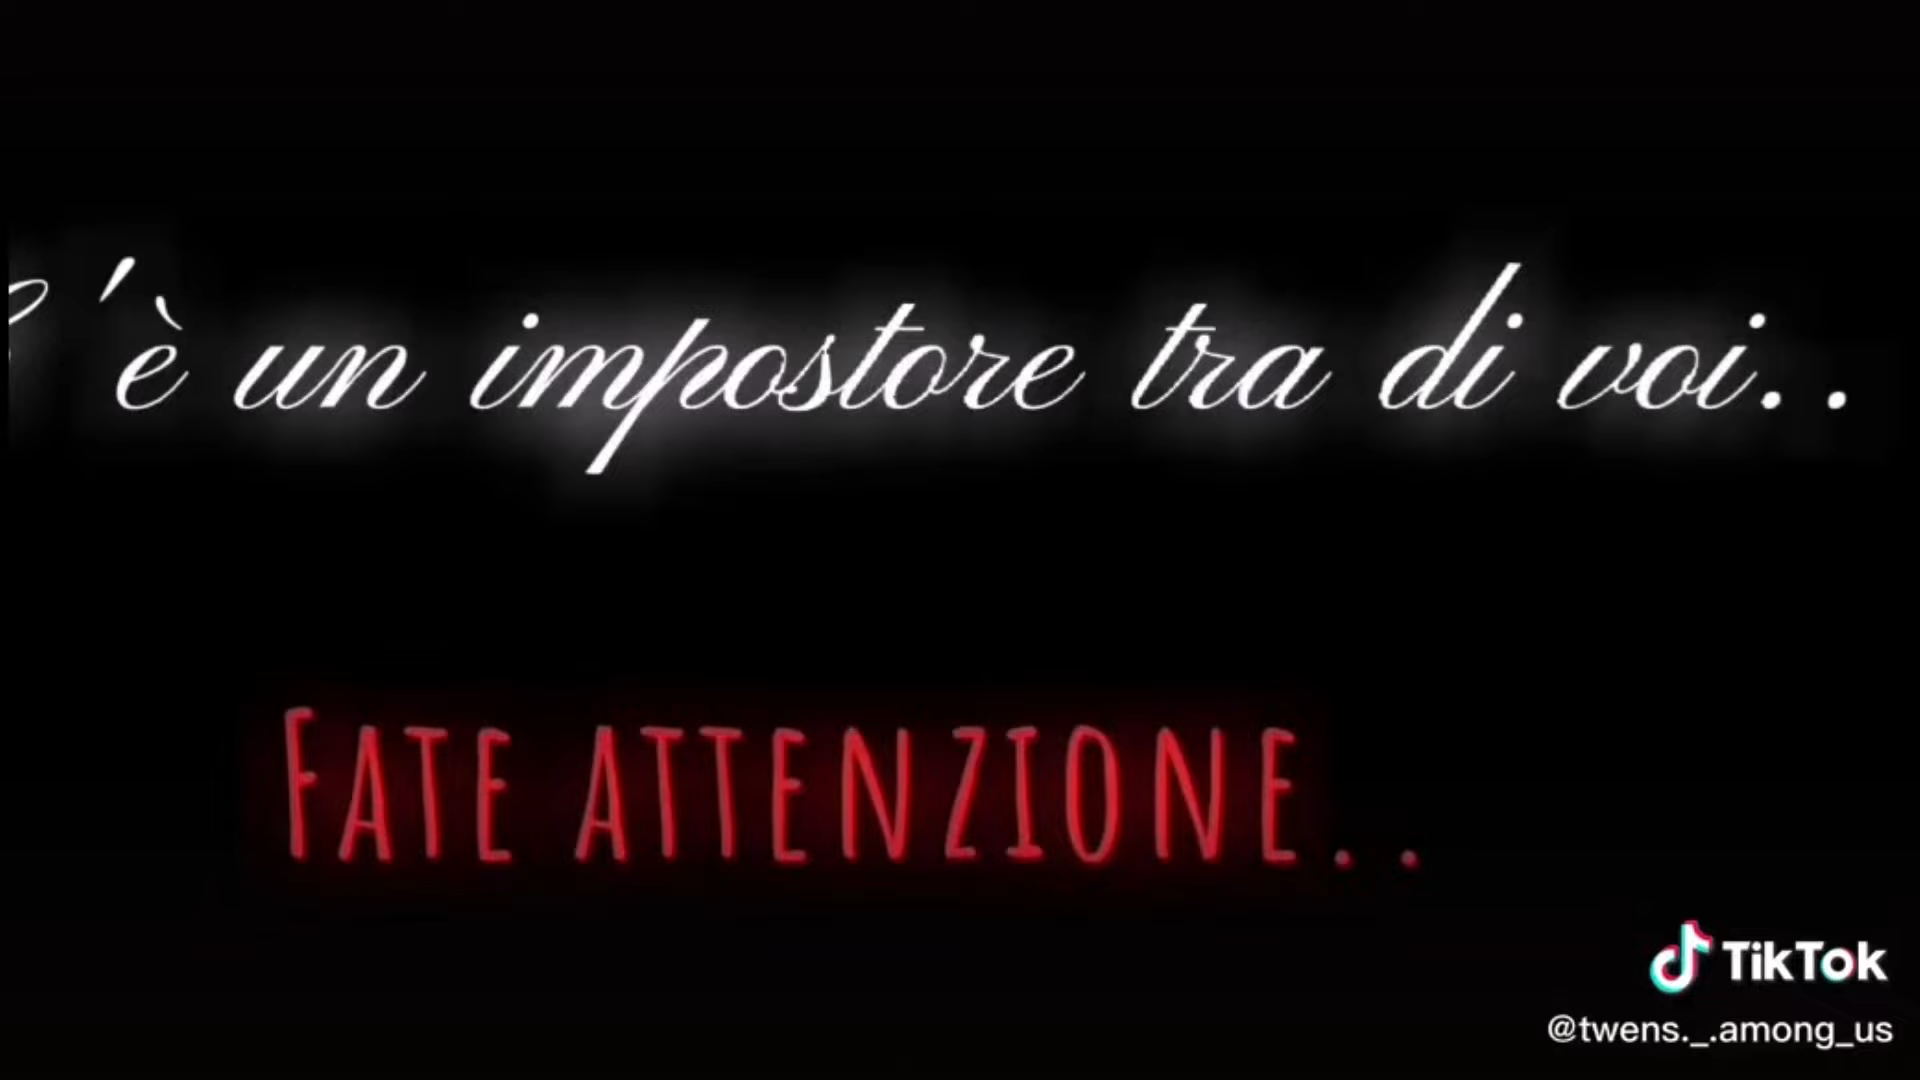 C'è un impostore tra di voi..
FATE ATTENZIONE..
TikTok
@twens._.among_us